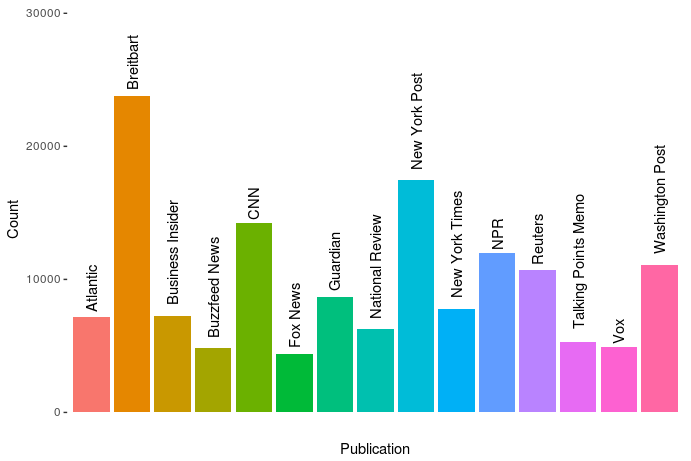 30000
20000
10000
0
Count
Atlantic
Breitbart
Business Insider
Buzzfeed News
CNN
Fox News
Guardian
National Review
New York Post
New York Times
NPR
Reuters
Talking Points Memo
Vox
Washington Post
Publication